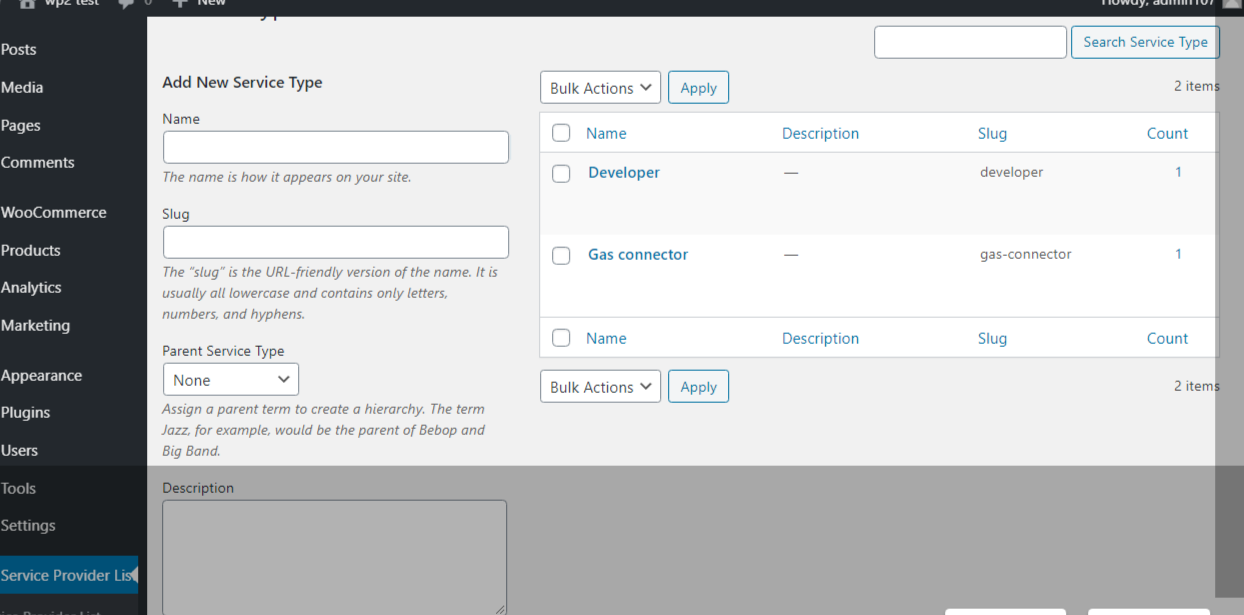 wp2 test 0 New
Howdy, admin107
Posts
Media
Pages
Comments
WooCommerce
Products
Analytics
Marketing
Appearance
Plugins
Users
Tools
Settings
Service Provider Lis
Search Service Type
Add New Service Type
Name
The name is how it appears on your site.
Slug
The “slug” is the URL-friendly version of the name. It is
usually all lowercase and contains only letters,
numbers, and hyphens.
Parent Service Type
None
Assign a parent term to create a hierarchy. The term
Jazz, for example, would be the parent of Bebop and
Big Band.
Description
Bulk Actions Apply 2 items
Name Description Slug Count
Developer — developer 1
Gas connector — gas-connector 1
Name Description Slug Count
Bulk Actions Apply 2 items